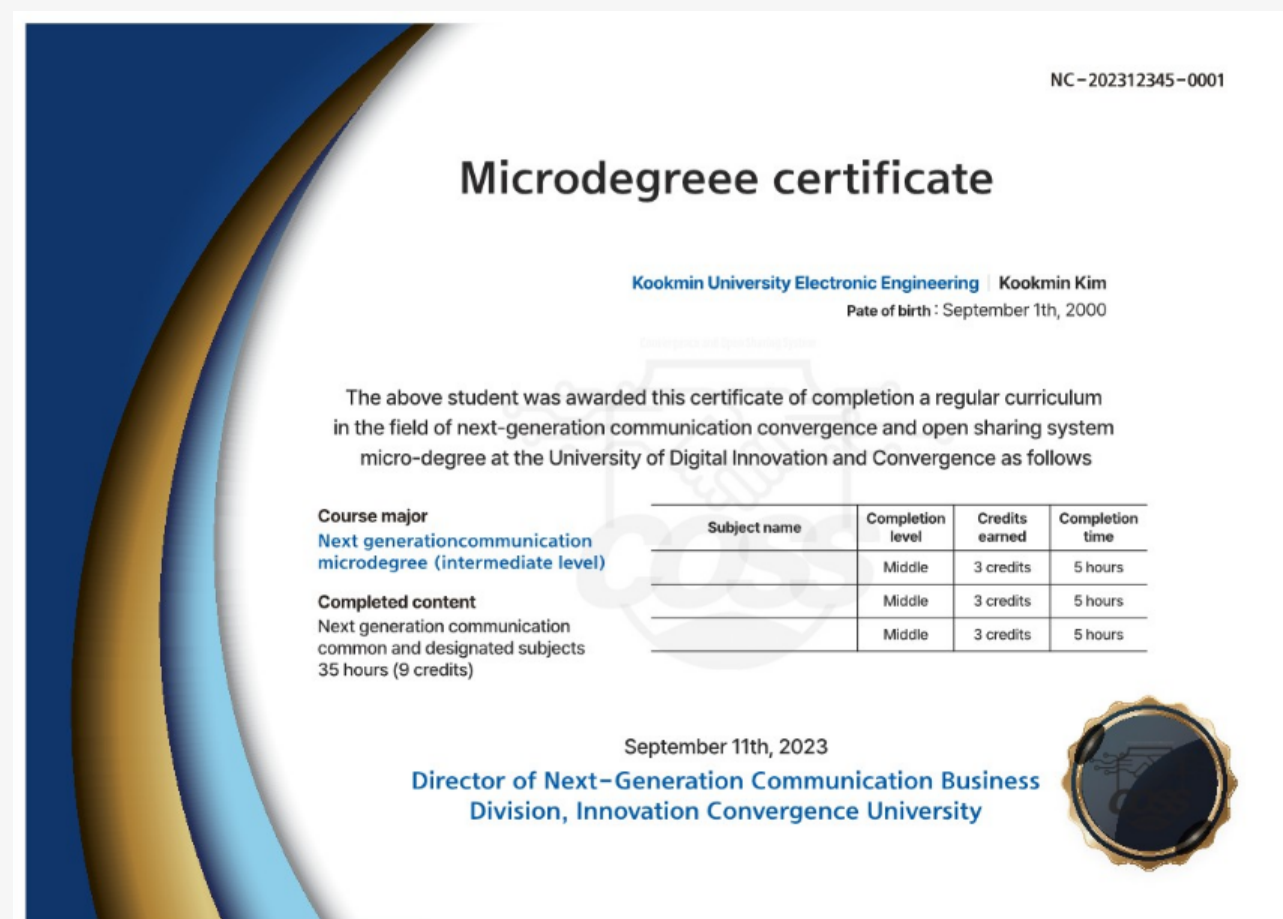 NC-202312345-0001
Microdegreee certificate
Kookmin University Electronic Engineering | Kookmin Kim
Pate of birth : September 1th, 2000
The above student was awarded this certificate of completion a regular curriculum
in the field of next-generation communication convergence and open sharing system
micro-degree at the University of Digital Innovation and Convergence as follows
Course major
Next generationcommunication
microdegree (intermediate level)
Completed content
Next generation communication
common and designated subjects
35 hours (9 credits)
Subject name Completion level Credits earned Completion time
Middle 3 credits 5 hours
Middle 3 credits 5 hours
Middle 3 credits 5 hours
COSS
September 11th, 2023
Director of Next-Generation Communication Business
Division, Innovation Convergence University
COSS